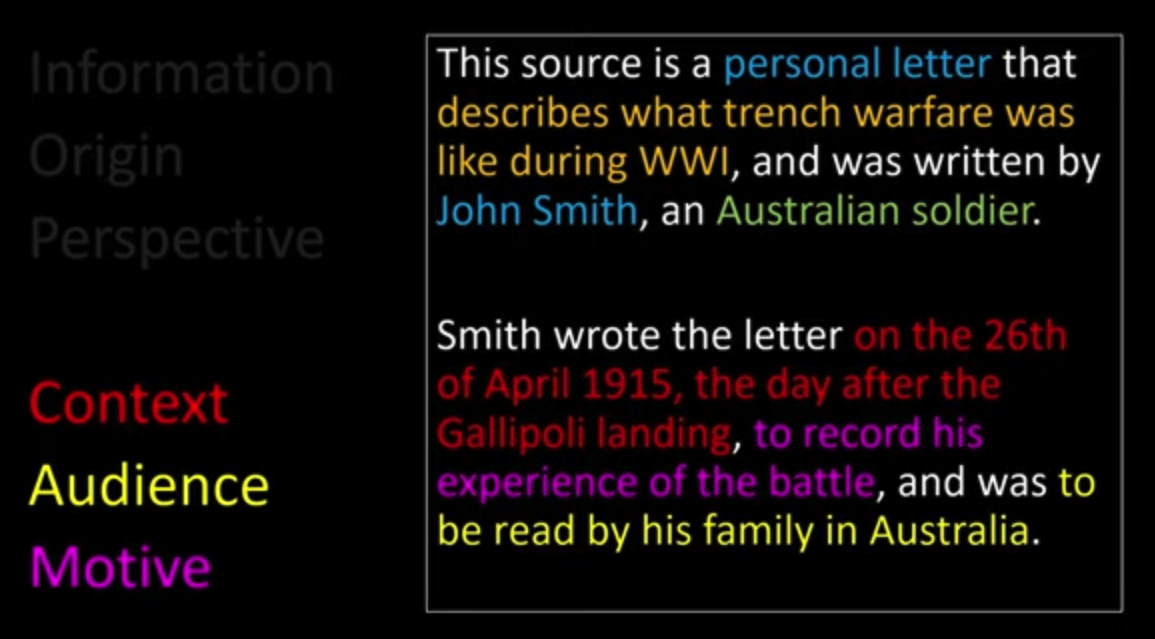 Information
Origin
Perspective
Context
Audience
Motive
This source is a personal letter that
describes what trench warfare was
like during WWI, and was written by
John Smith, an Australian soldier.
Smith wrote the letter on the 26th
of April 1915, the day after the
Gallipoli landing, to record his
experience of the battle, and was to
be read by his family in Australia.